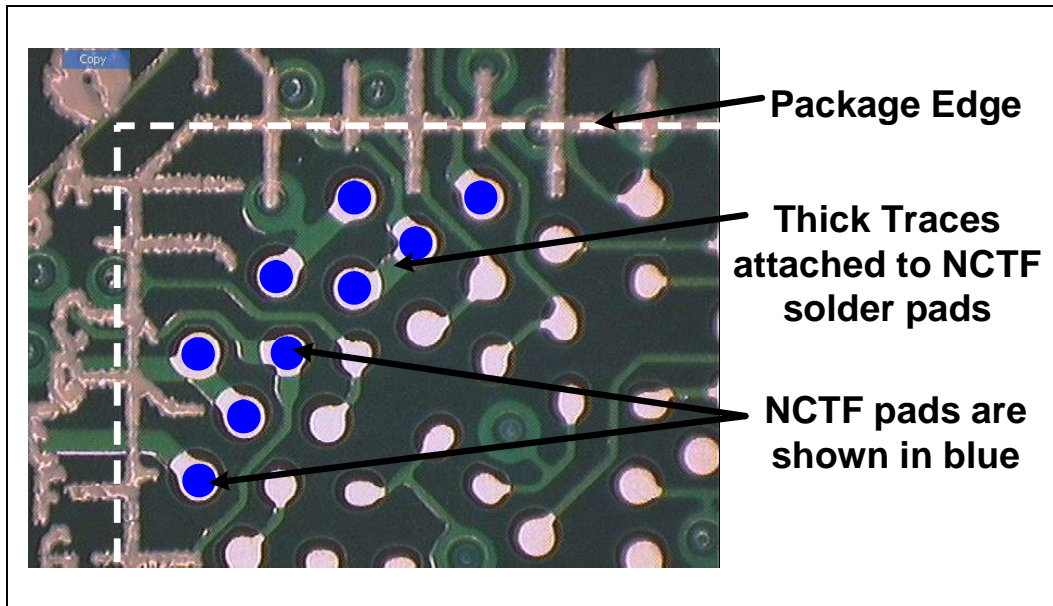 Copy
Package Edge
Thick Traces
attached to NCTF
solder pads
NCTF pads are
shown in blue